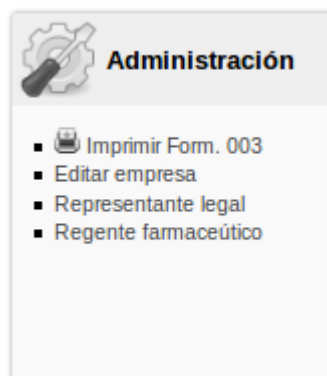 Administración
Imprimir Form. 003
Editar empresa
Representante legal
Regente farmaceútico